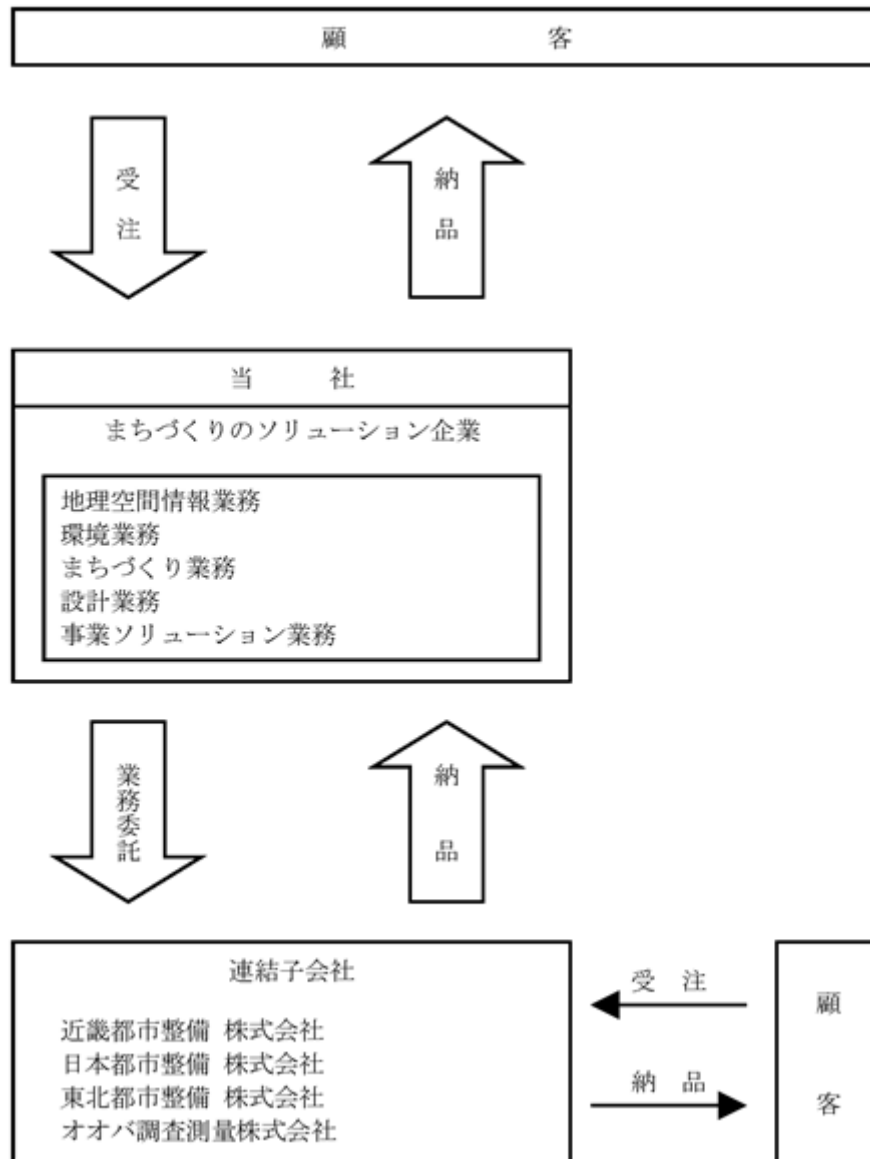 顧　客
受注
納品
当　社
まちづくりのソリューション企業
地理空間情報業務
環境業務
まちづくり業務
設計業務
事業ソリューション業務
業務委託
納品
連結子会社
近畿都市整備 株式会社
日本都市整備 株式会社
東北都市整備 株式会社
オオバ調査測量株式会社
受 注
納 品
顧客